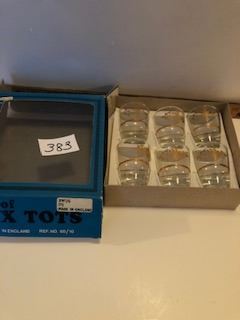 383
of
X TOTS
MADE IN ENGLAND
IN ENGLAND REF. NO. 60/10